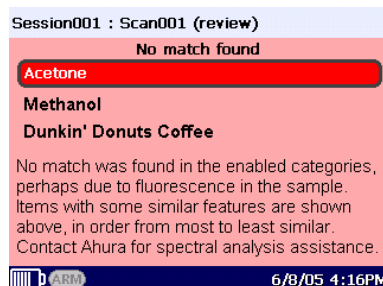 Session001 : Scan001 (review)
No match found
Acetone
Methanol
Dunkin' Donuts Coffee
No match was found in the enabled categories,
perhaps due to fluorescence in the sample.
Items with some similar features are shown
above, in order from most to least similar.
Contact Ahura for spectral analysis assistance.
ARM 6/8/05 4:16PM